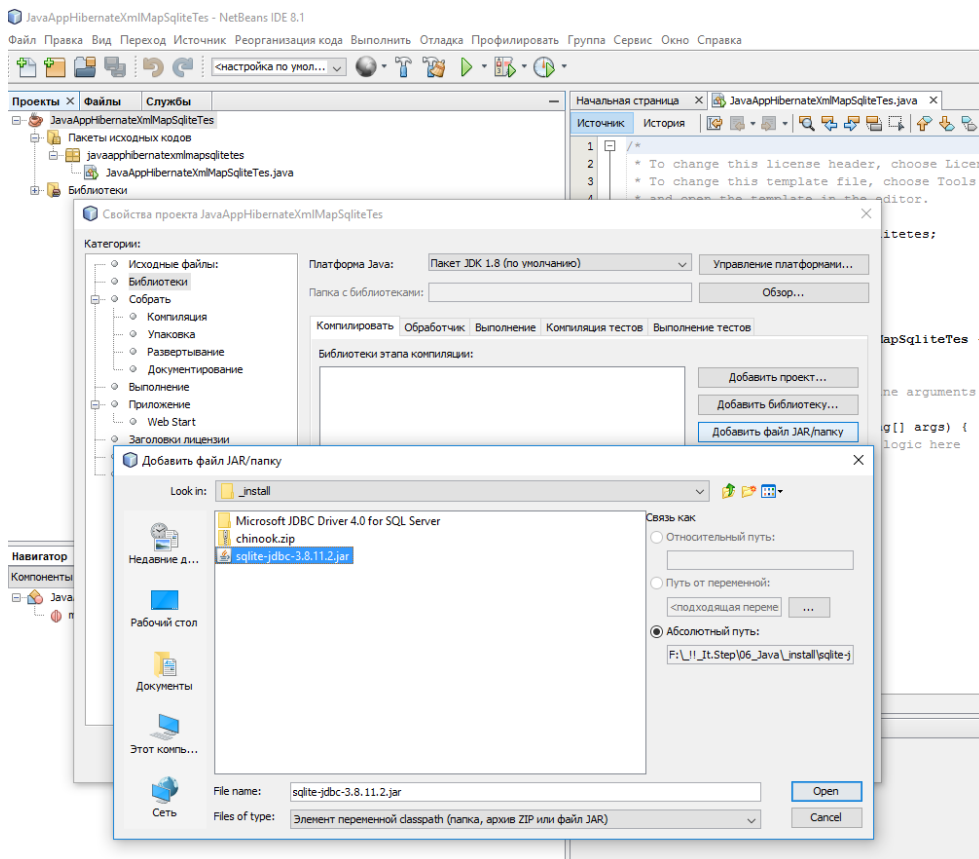 JavaAppHibernateXmlMapSqliteTes - NetBeans IDE 8.1
Файл Правка Вид Переход Источник Реорганизация кода Выполнить Отладка Профилировать Группа Сервис Окно Справка
<настройка по умол...
Проекты Файлы Службы
JavaAppHibernateXmlMapSqliteTes
Пакеты исходных кодов
javaapphibernatexmlmapsqlitetes
JavaAppHibernateXmlMapSqliteTes.java
Библиотеки
Начальная страница JavaAppHibernateXmlMapSqliteTes.java
Источник История
1 /*
2 * To change this license header, choose Licen
3 * To change this template file, choose Tools
4 * and open the template in the editor.
litetes;
MapSqliteTes
ne arguments
g[] args) {
logic here
Свойства проекта JavaAppHibernateXmlMapSqliteTes
Категории:
Исходные файлы:
Библиотеки
Собрать
Компиляция
Упаковка
Развертывание
Документирование
Выполнение
Приложение
Web Start
Заголовки лицензии
Платформа Java: Пакет JDK 1.8 (по умолчанию) Управление платформами...
Папка с библиотеками: Обзор...
Компилировать Обработчик Выполнение Компиляция тестов Выполнение тестов
Библиотеки этапа компиляции:
Добавить проект...
Добавить библиотеку...
Добавить файл JAR/папку
Навигатор
Компоненты
Java
m
Добавить файл JAR/папку
Look in: _install
Недавние д...
Рабочий стол
Документы
Этот компь...
Сеть
Microsoft JDBC Driver 4.0 for SQL Server
chinook.zip
sqlite-jdbc-3.8.11.2.jar
Связь как
Относительный путь:
Путь от переменной:
<подходящая переме ...
Абсолютный путь:
F:\_!!_It.Step\06_Java\_install\sqlite-j
File name: sqlite-jdbc-3.8.11.2.jar Open
Files of type: Элемент переменной classpath (папка, архив ZIP или файл JAR) Cancel